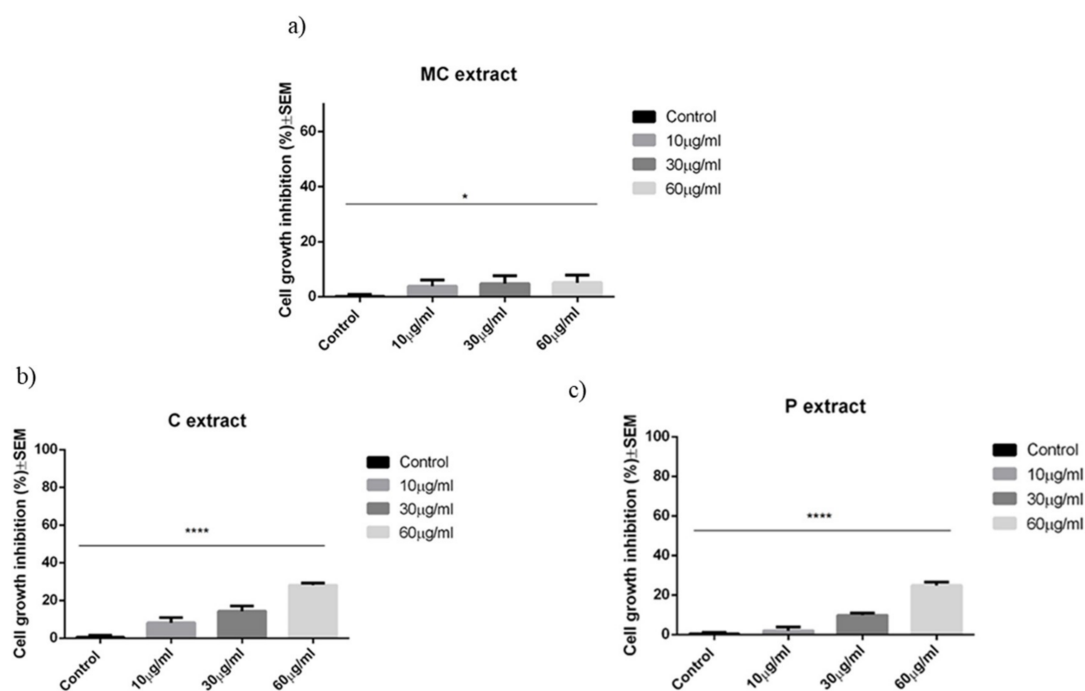 a)
MC extract
Cell growth inhibition (%)±SEM
60
40
20
0
*
Control
10µg/ml
30µg/ml
60µg/ml
Control
10µg/ml
30µg/ml
60µg/ml
b)
C extract
Cell growth inhibition (%)±SEM
100
80
60
40
20
0
****
Control
10µg/ml
30µg/ml
60µg/ml
Control
10µg/ml
30µg/ml
60µg/ml
c)
P extract
Cell growth inhibition (%)±SEM
100
80
60
40
20
0
****
Control
10µg/ml
30µg/ml
60µg/ml
Control
10µg/ml
30µg/ml
60µg/ml